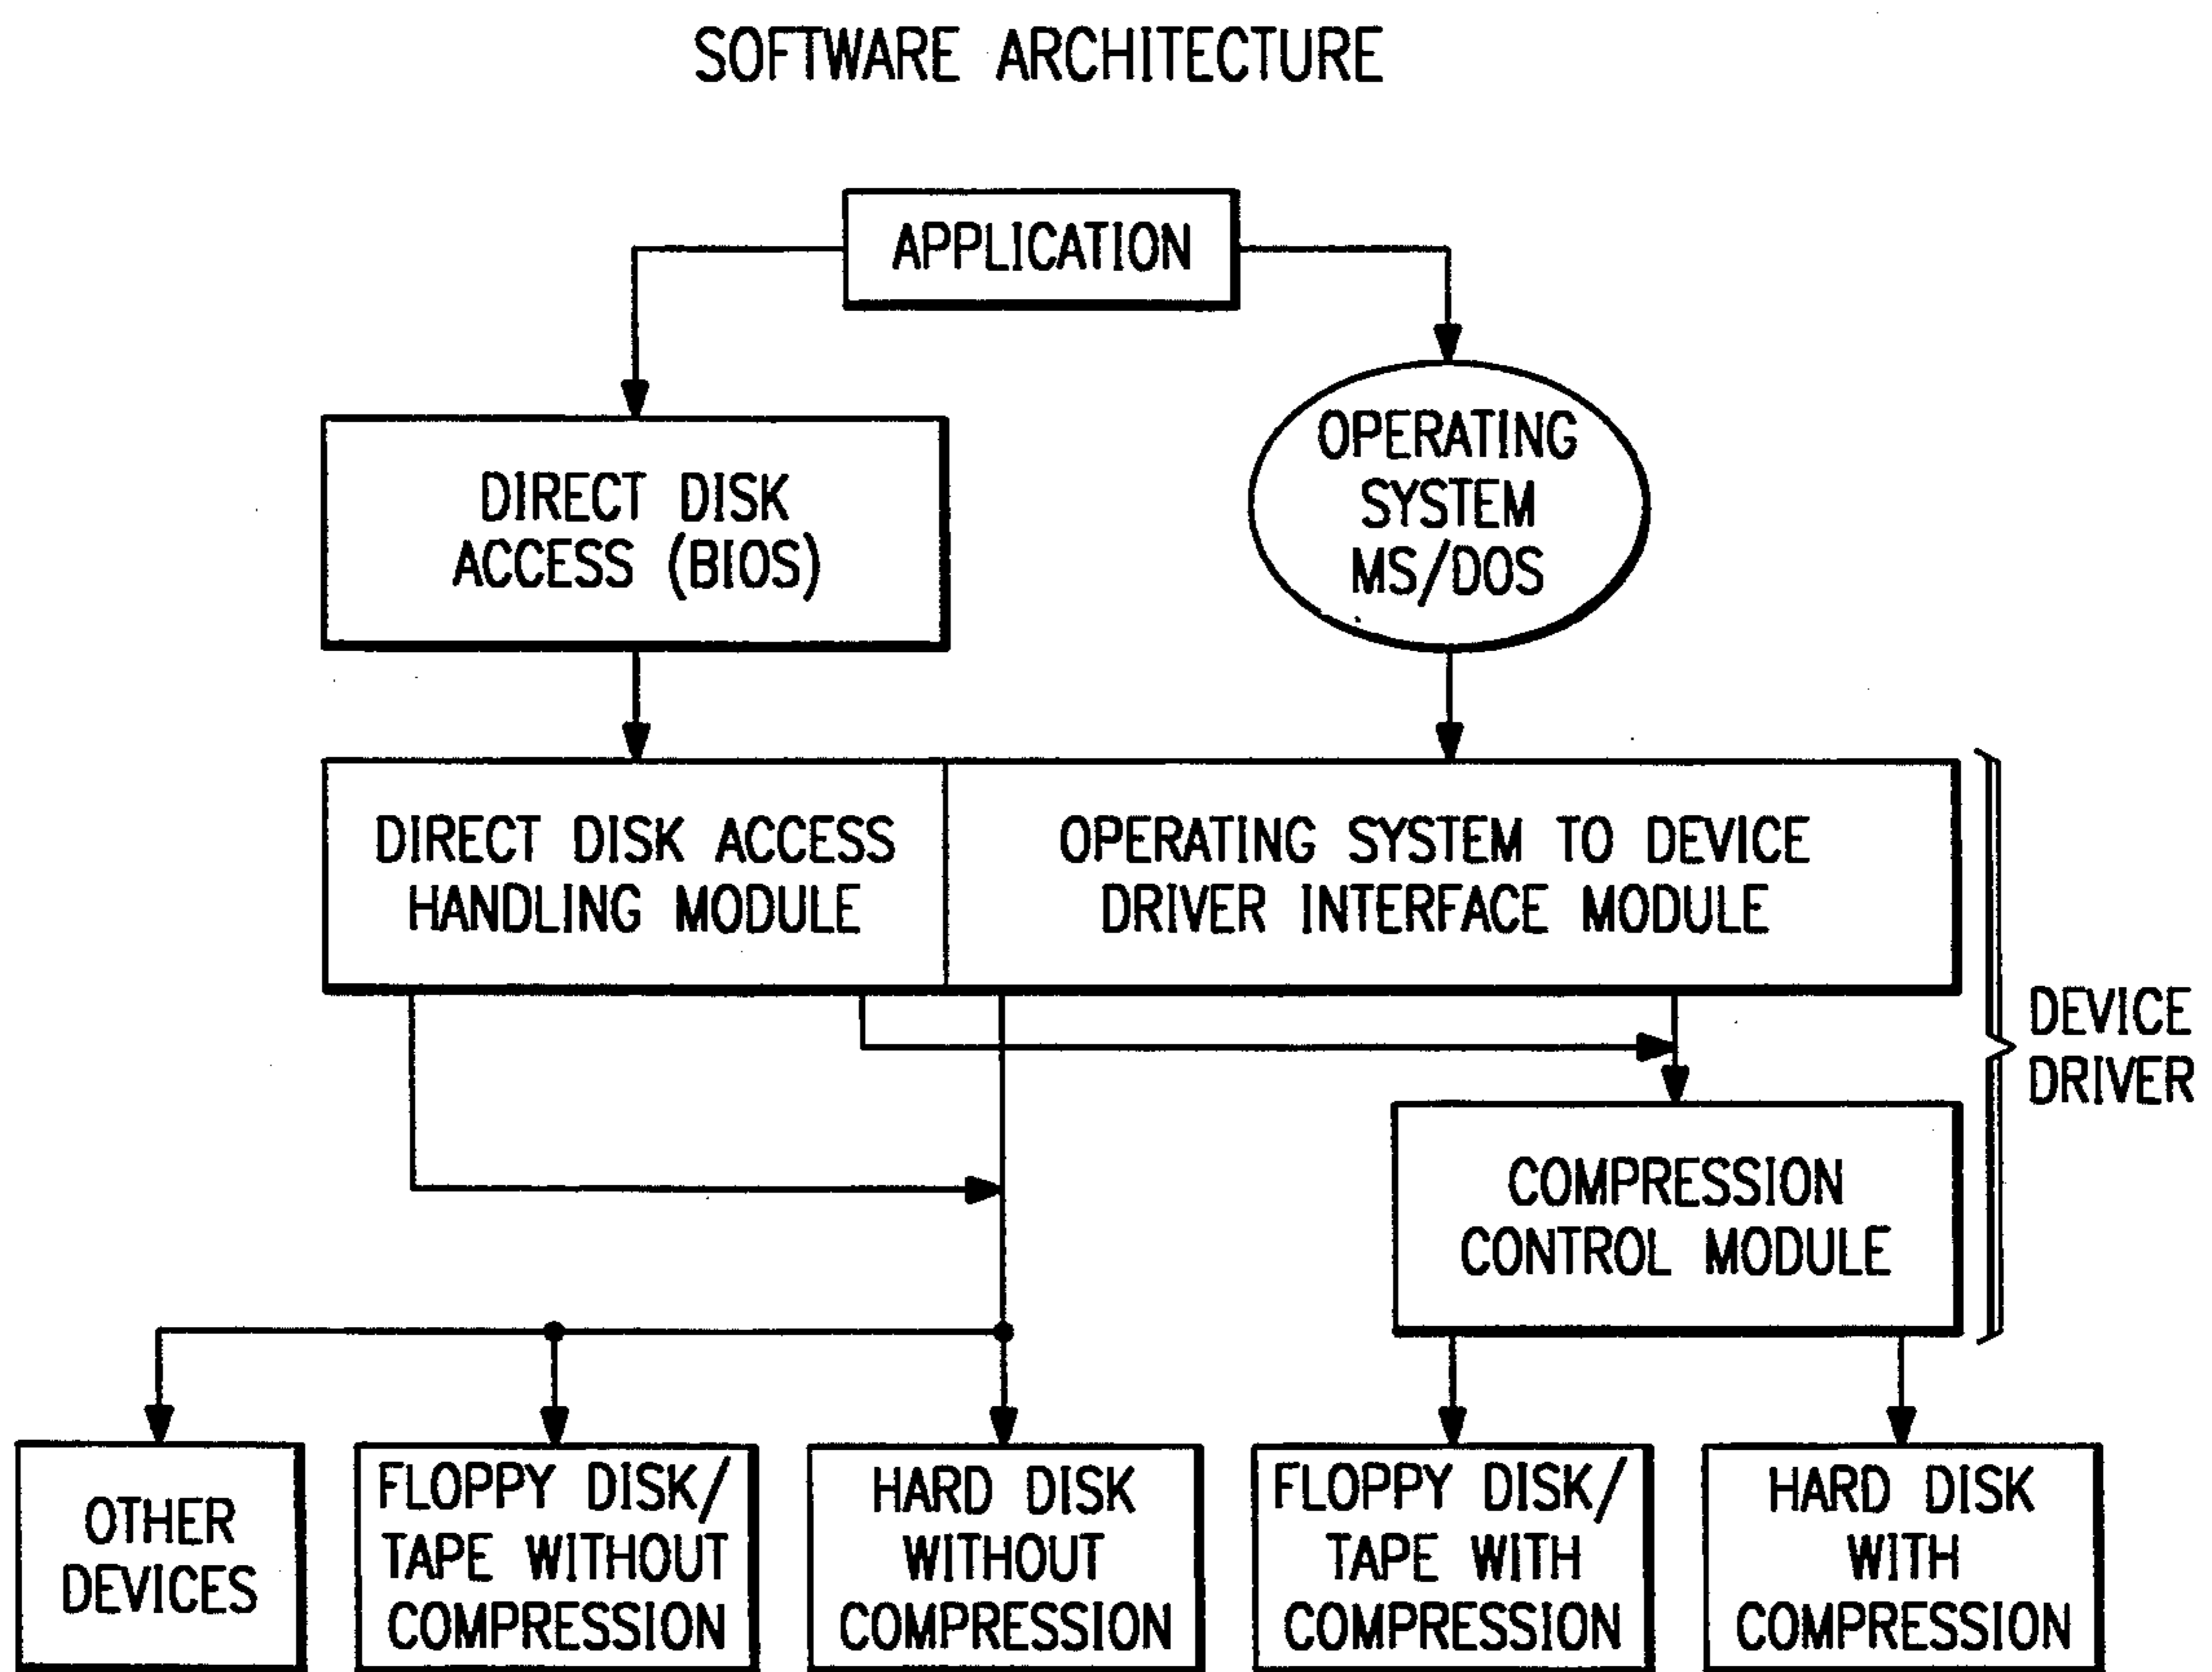 SOFTWARE ARCHITECTURE
APPLICATION
DIRECT DISK
ACCESS (BIOS)
OPERATING
SYSTEM
MS/DOS
DIRECT DISK ACCESS
HANDLING MODULE
OPERATING SYSTEM TO DEVICE
DRIVER INTERFACE MODULE
DEVICE
DRIVER
COMPRESSION
CONTROL MODULE
OTHER
DEVICES
FLOPPY DISK/
TAPE WITHOUT
COMPRESSION
HARD DISK
WITHOUT
COMPRESSION
FLOPPY DISK/
TAPE WITH
COMPRESSION
HARD DISK
WITH
COMPRESSION